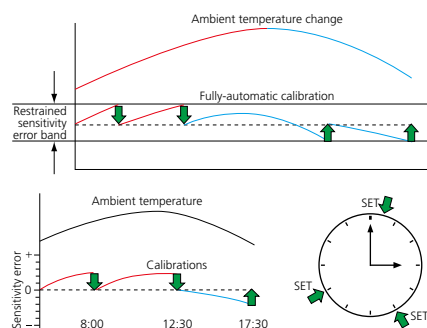 Ambient temperature change
Fully-automatic calibration
Restrained
sensitivity
error band
Ambient temperature
Calibrations
Sensitivity error
+
0
−
8:00
12:30
17:30
SET
SET
SET